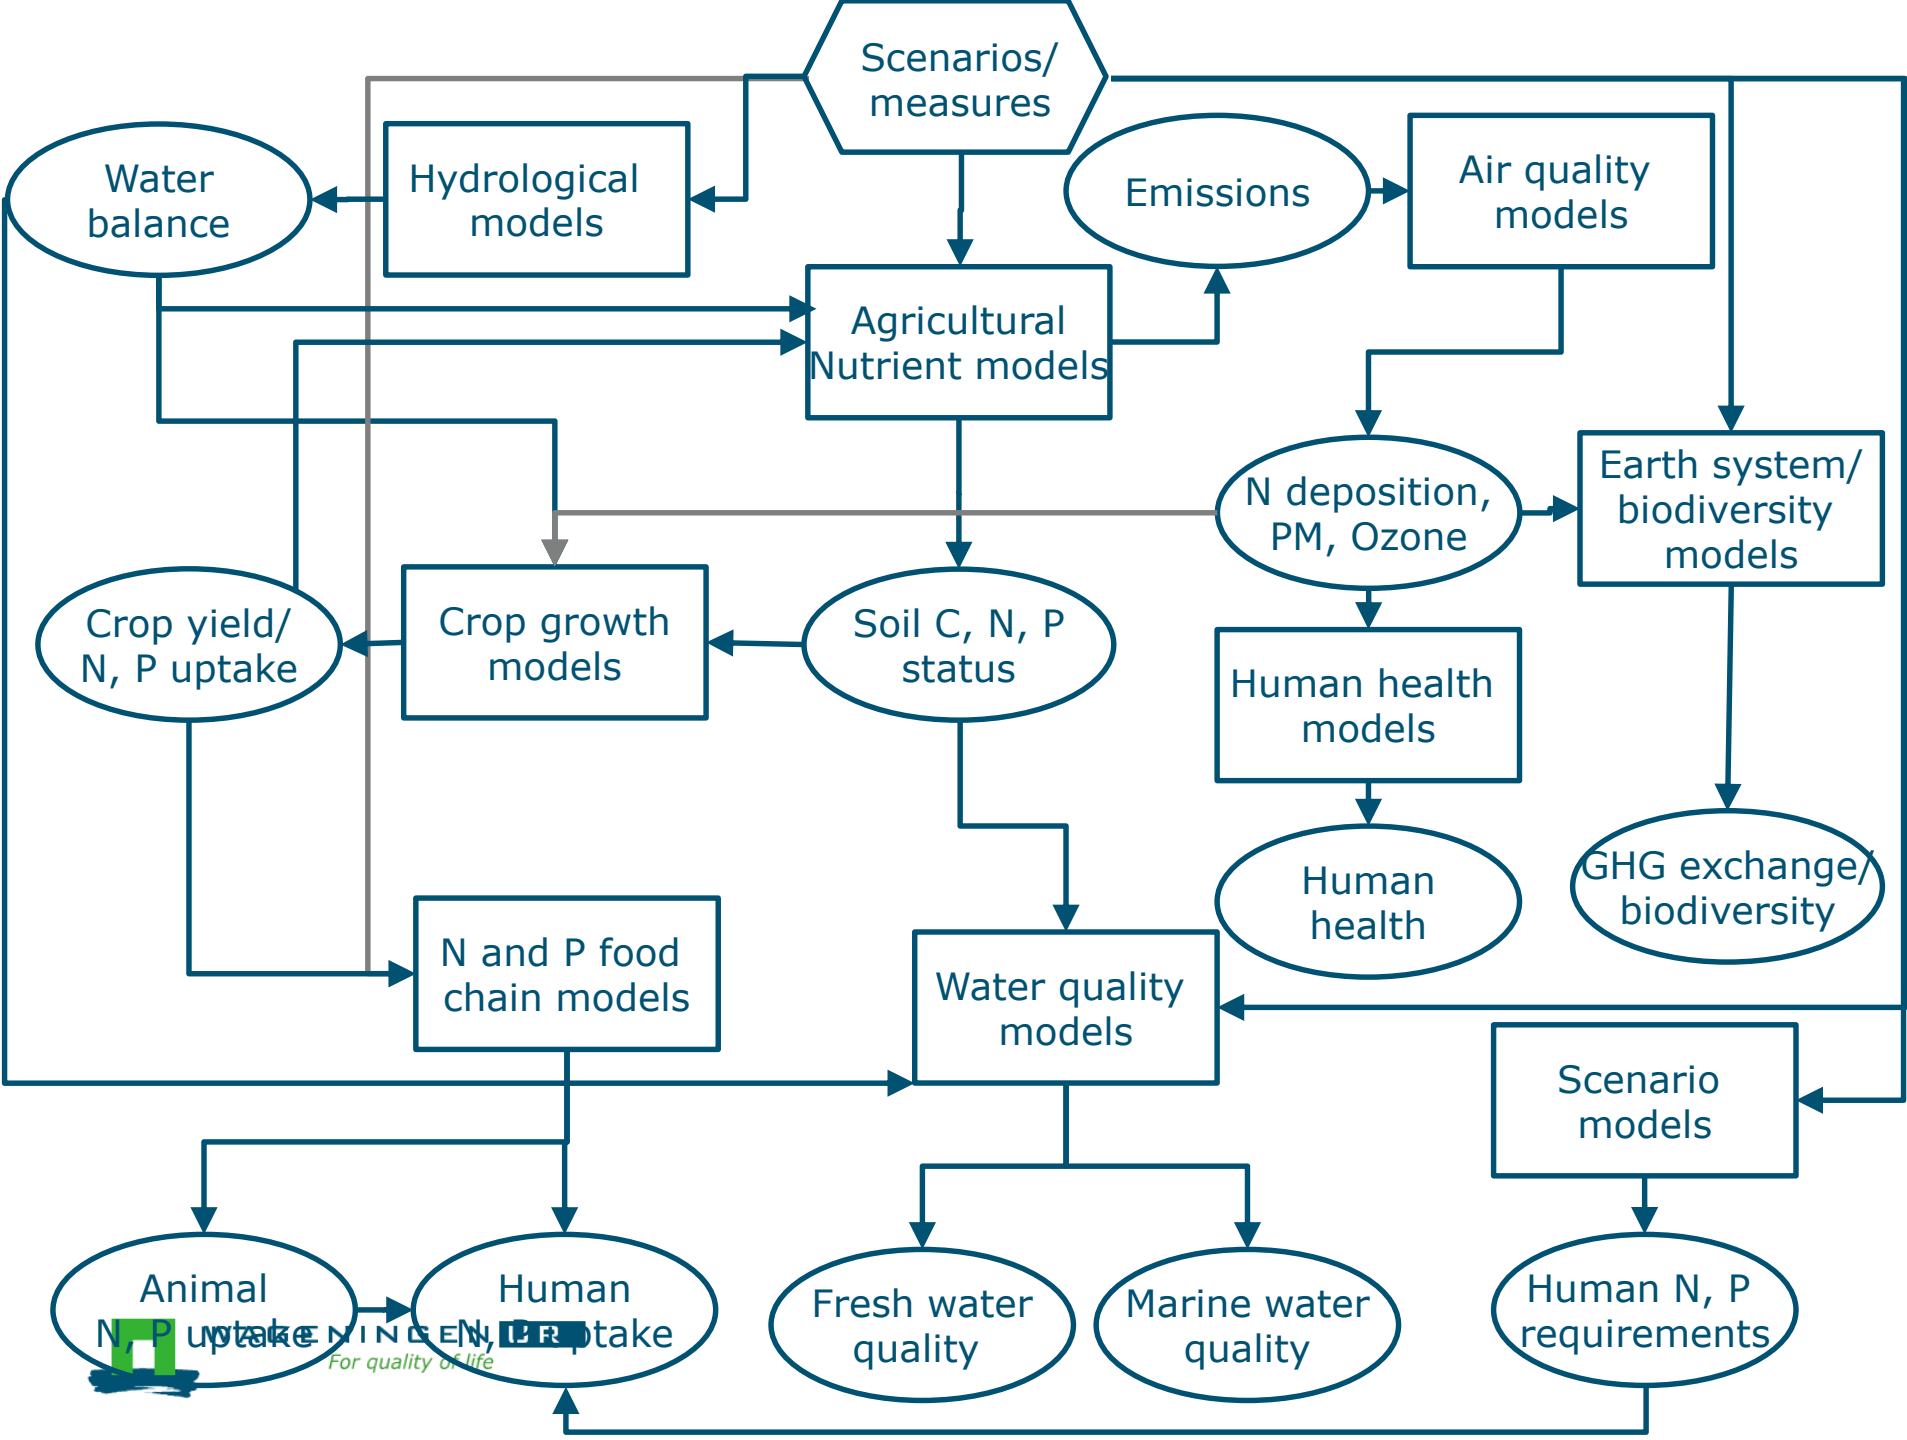 Scenarios/
measures
Water
balance
Hydrological
models
Emissions
Air quality
models
Agricultural
Nutrient models
N deposition,
PM, Ozone
Earth system/
biodiversity
models
Crop yield/
N, P uptake
Crop growth
models
Soil C, N, P
status
Human health
models
Human
health
GHG exchange/
biodiversity
N and P food
chain models
Water quality
models
Scenario
models
Animal
N, P uptake
Human
N, P uptake
Fresh water
quality
Marine water
quality
Human N, P
requirements
WAGENINGEN UR
For quality of life